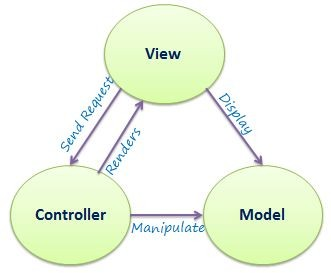 View
Send Request
Renders
Display
Controller
Manipulate
Model